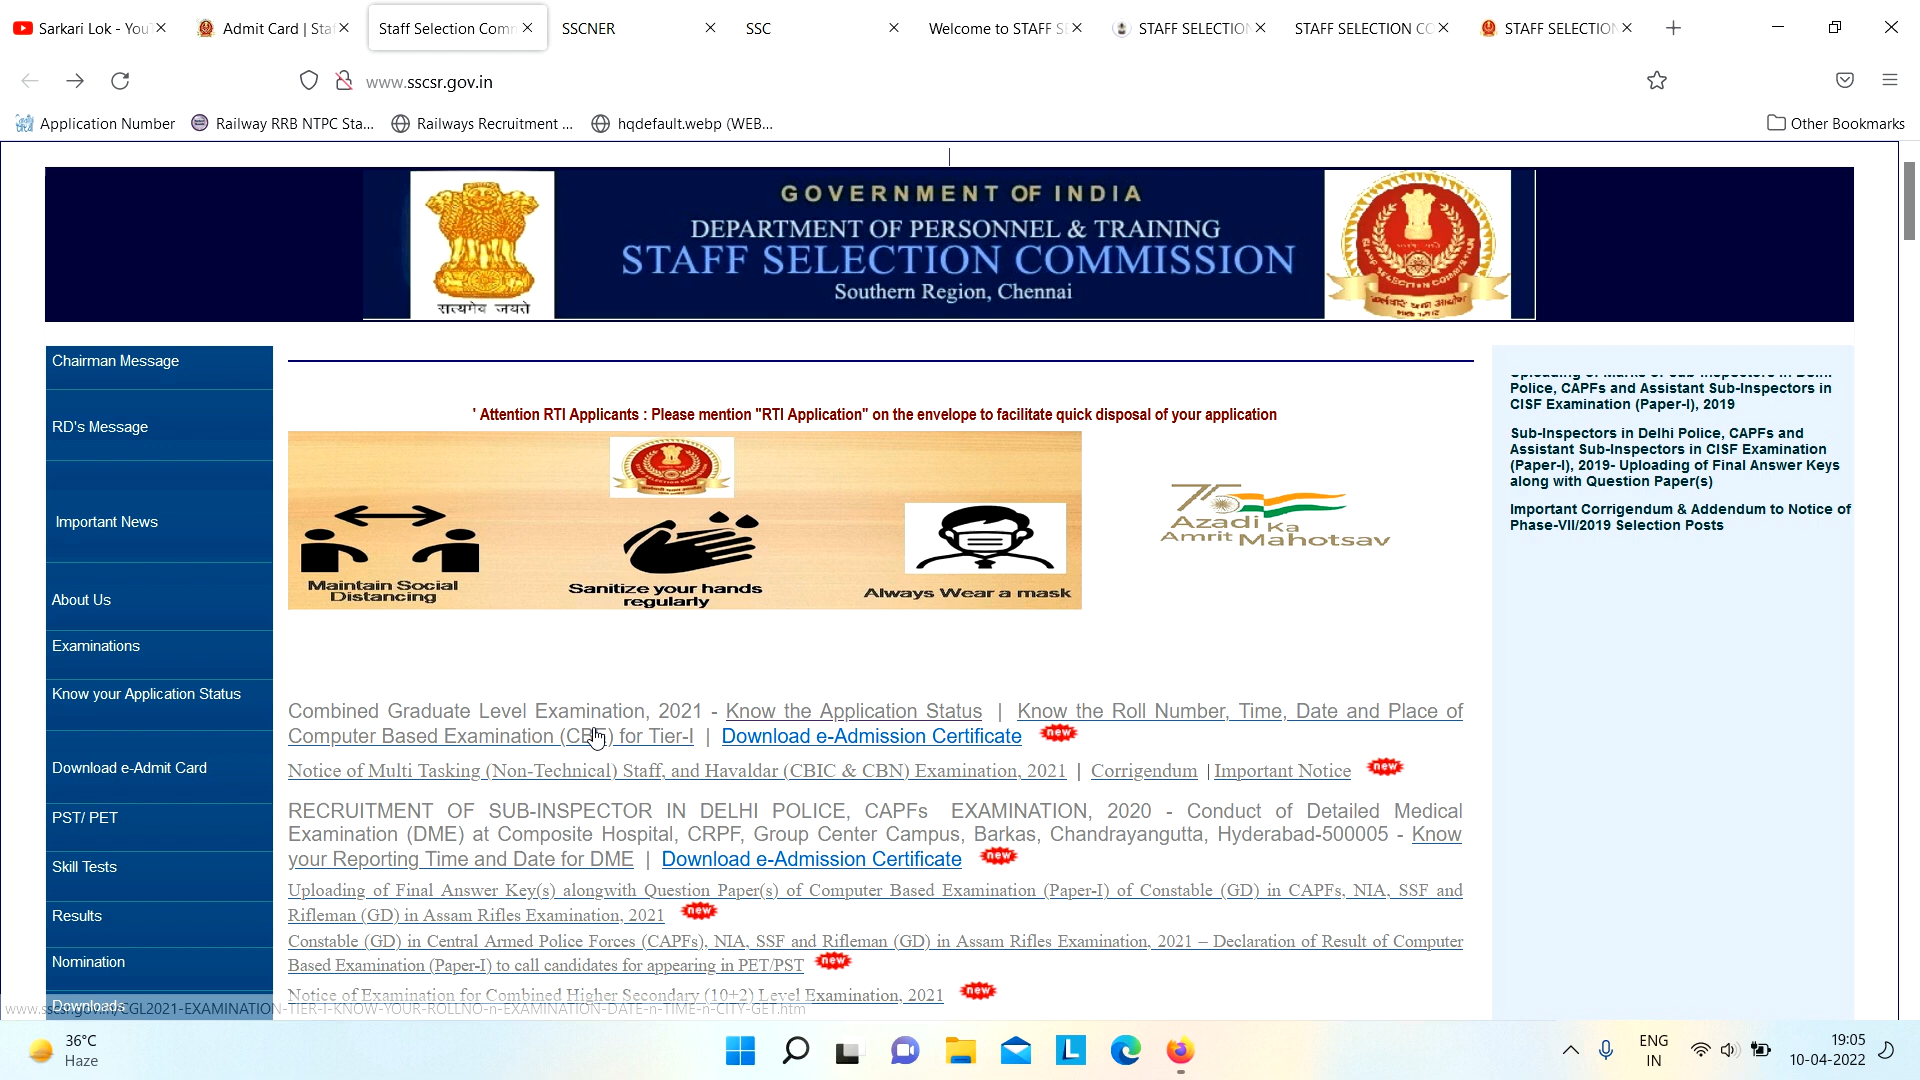 Sarkari Lok - You
Admit Card | Sta
Staff Selection Com
SSCNER
SSC
Welcome to STAFF S
STAFF SELECTION
STAFF SELECTION CO
STAFF SELECTION
www.sscsr.gov.in
Application Number
Railway RRB NTPC Sta...
Railways Recruitment ...
hqdefault.webp (WEB...
Other Bookmarks
GOVERNMENT OF INDIA
DEPARTMENT OF PERSONNEL & TRAINING
STAFF SELECTION COMMISSION
Southern Region, Chennai
सत्यमेव जयते
Chairman Message
RD's Message
Important News
About Us
Examinations
Know your Application Status
Download e-Admit Card
PST/ PET
Skill Tests
Results
Nomination
Downloads
' Attention RTI Applicants : Please mention "RTI Application" on the envelope to facilitate quick disposal of your application
Maintain Social
Distancing
Sanitize your hands
regularly
Always Wear a mask
75
Azadi Ka
Amrit Mahotsav
Combined Graduate Level Examination, 2021 - Know the Application Status | Know the Roll Number, Time, Date and Place of
Computer Based Examination (CBE) for Tier-I | Download e-Admission Certificate new
Notice of Multi Tasking (Non-Technical) Staff, and Havaldar (CBIC & CBN) Examination, 2021 | Corrigendum | Important Notice new
RECRUITMENT OF SUB-INSPECTOR IN DELHI POLICE, CAPFs EXAMINATION, 2020 - Conduct of Detailed Medical
Examination (DME) at Composite Hospital, CRPF, Group Center Campus, Barkas, Chandrayangutta, Hyderabad-500005 - Know
your Reporting Time and Date for DME | Download e-Admission Certificate new
Uploading of Final Answer Key(s) alongwith Question Paper(s) of Computer Based Examination (Paper-I) of Constable (GD) in CAPFs, NIA, SSF and
Rifleman (GD) in Assam Rifles Examination, 2021 new
Constable (GD) in Central Armed Police Forces (CAPFs), NIA, SSF and Rifleman (GD) in Assam Rifles Examination, 2021 – Declaration of Result of Computer
Based Examination (Paper-I) to call candidates for appearing in PET/PST new
Notice of Examination for Combined Higher Secondary (10+2) Level Examination, 2021 new
Uploading of Marks of Sub-Inspectors in Delhi
Police, CAPFs and Assistant Sub-Inspectors in
CISF Examination (Paper-I), 2019
Sub-Inspectors in Delhi Police, CAPFs and
Assistant Sub-Inspectors in CISF Examination
(Paper-I), 2019- Uploading of Final Answer Keys
along with Question Paper(s)
Important Corrigendum & Addendum to Notice of
Phase-VII/2019 Selection Posts
www.sscsr.gov.in/CGL2021-EXAMINATION-TIER-I-KNOW-YOUR-ROLLNO-n-EXAMINATION-DATE-n-TIME-n-CITY-GET.htm
36°C
Haze
ENG
IN
19:05
10-04-2022